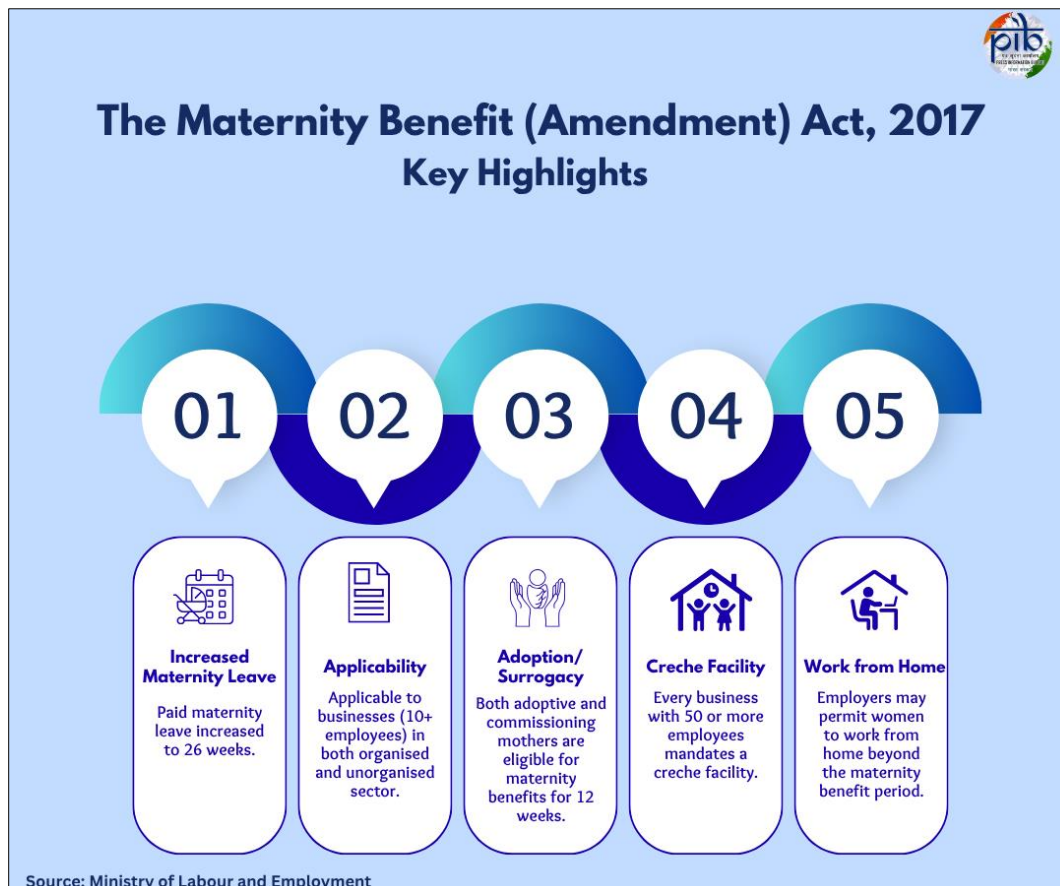 pib
PRESS INFORMATION BUREAU
The Maternity Benefit (Amendment) Act, 2017
Key Highlights
01
02
03
04
05
Increased
Maternity Leave
Paid maternity
leave increased
to 26 weeks.
Applicability
Applicable to
businesses (10+
employees) in
both organised
and unorganised
sector.
Adoption/
Surrogacy
Both adoptive and
commissioning
mothers are
eligible for
maternity
benefits for 12
weeks.
Creche Facility
Every business
with 50 or more
employees
mandates a
creche facility.
Work from Home
Employers may
permit women
to work from
home beyond
the maternity
benefit period.
Source: Ministry of Labour and Employment